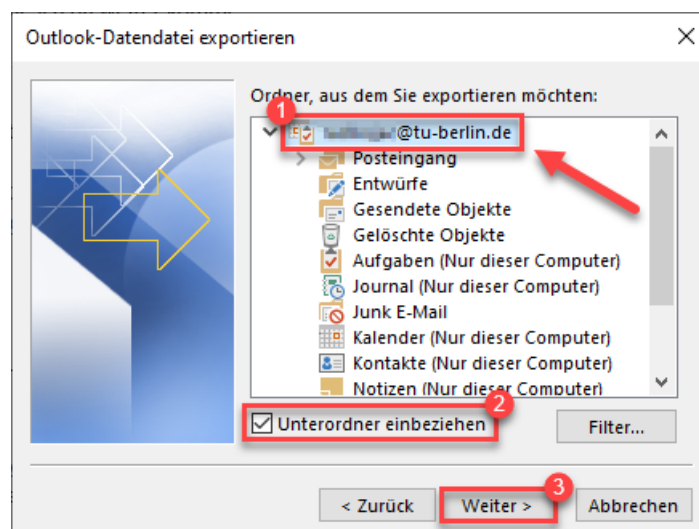 Outlook-Datendatei exportieren
Ordner, aus dem Sie exportieren möchten:
1
@tu-berlin.de
Posteingang
Entwürfe
Gesendete Objekte
Gelöschte Objekte
Aufgaben (Nur dieser Computer)
Journal (Nur dieser Computer)
Junk E-Mail
Kalender (Nur dieser Computer)
Kontakte (Nur dieser Computer)
Notizen (Nur dieser Computer)
2
Unterordner einbeziehen
Filter...
3
< Zurück Weiter > Abbrechen